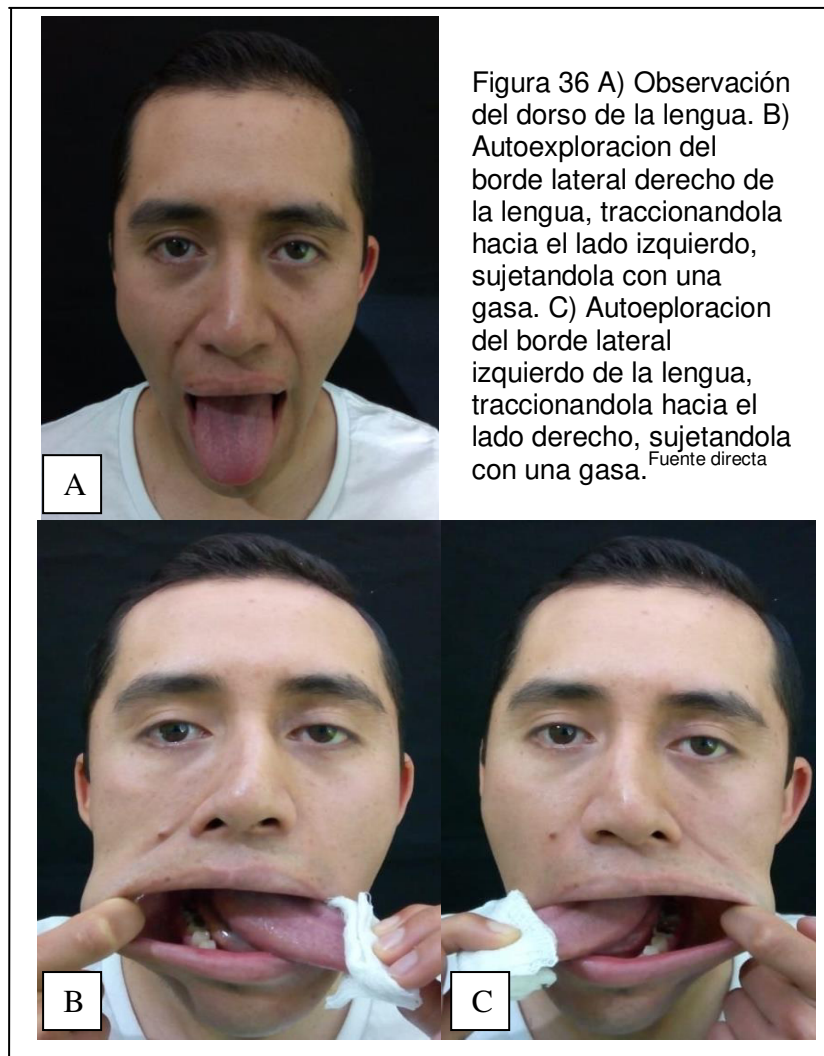 Figura 36 A) Observación
del dorso de la lengua. B)
Autoexploracion del
borde lateral derecho de
la lengua, traccionandola
hacia el lado izquierdo,
sujetandola con una
gasa. C) Autoeploracion
del borde lateral
izquierdo de la lengua,
traccionandola hacia el
lado derecho, sujetandola
con una gasa. Fuente directa
A
B
C